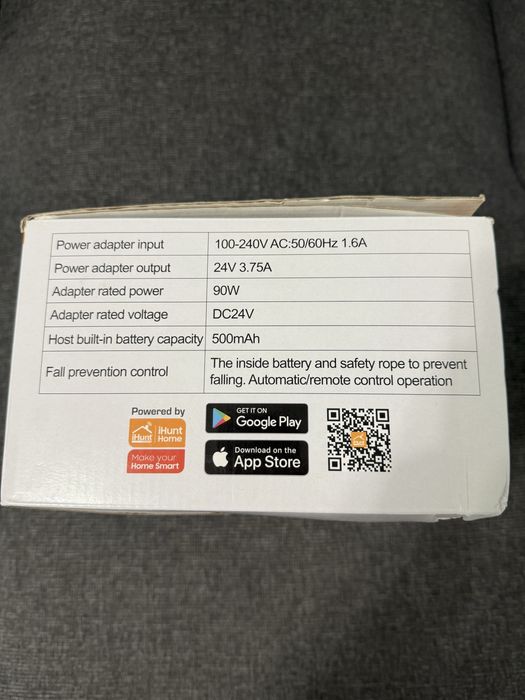 Power adapter input 100-240V AC:50/60Hz 1.6A
Power adapter output 24V 3.75A
Adapter rated power 90W
Adapter rated voltage DC24V
Host built-in battery capacity 500mAh
Fall prevention control The inside battery and safety rope to prevent
falling. Automatic/remote control operation
Powered by
iHunt
iHunt
Home
Make your
Home Smart
GET IT ON
Google Play
Download on the
App Store